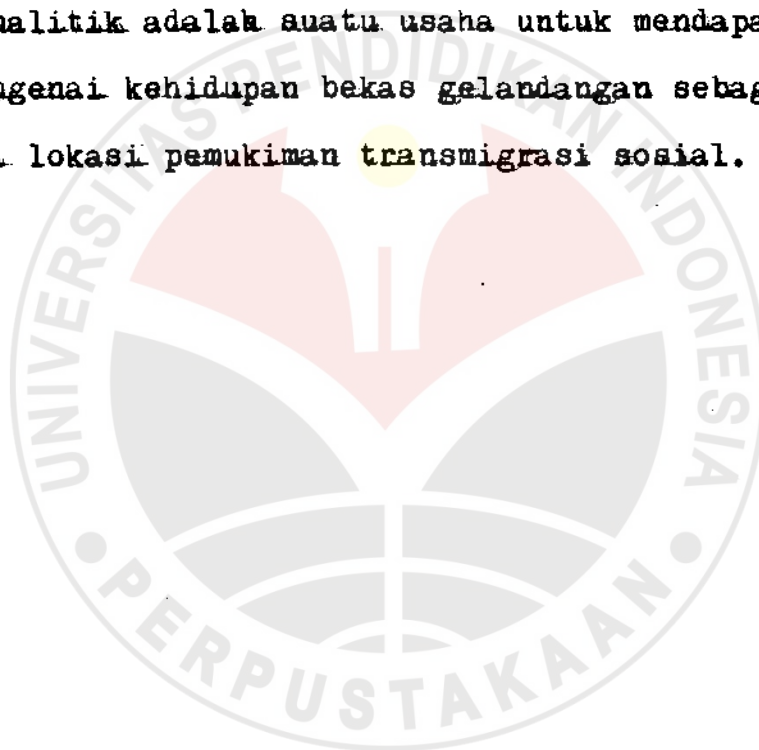 nalitik adalah suatu usaha untuk mendapa
ngenai kehidupan bekas gelandangan sebag
lokasi pemukiman transmigrasi sosial.
UNIVERSITAS PENDIDIKAN INDONESIA
PERPUSTAKAAN